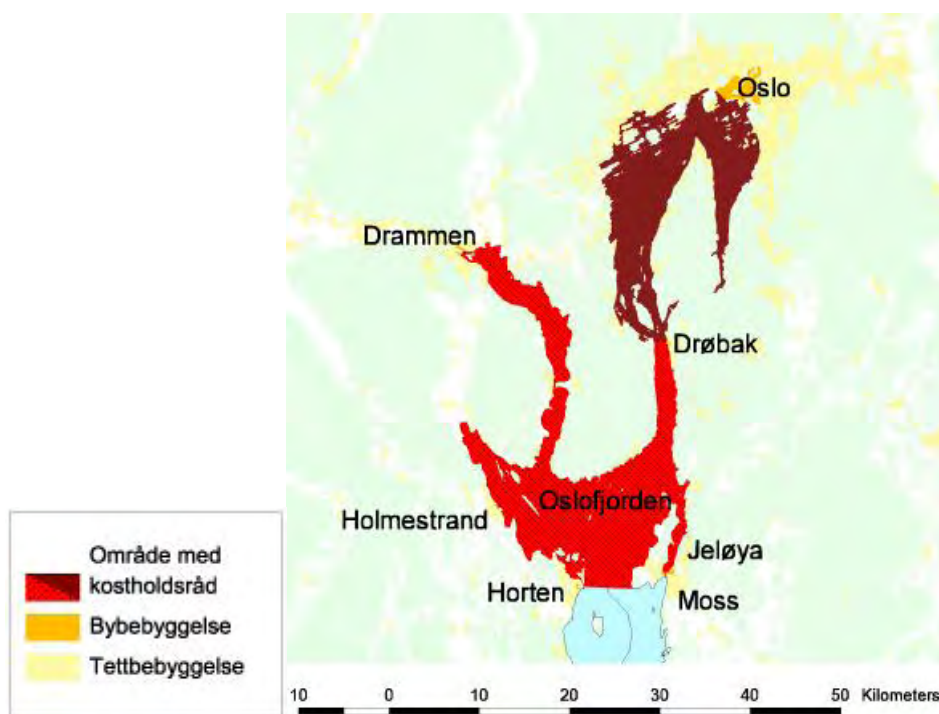 Oslo
Drammen
Drøbak
Oslofjorden
Holmestrand
Jeløya
Horten
Moss
Område med
kostholdsråd
Bybebyggelse
Tettbebyggelse
10 0 10 20 30 40 50 Kilometers